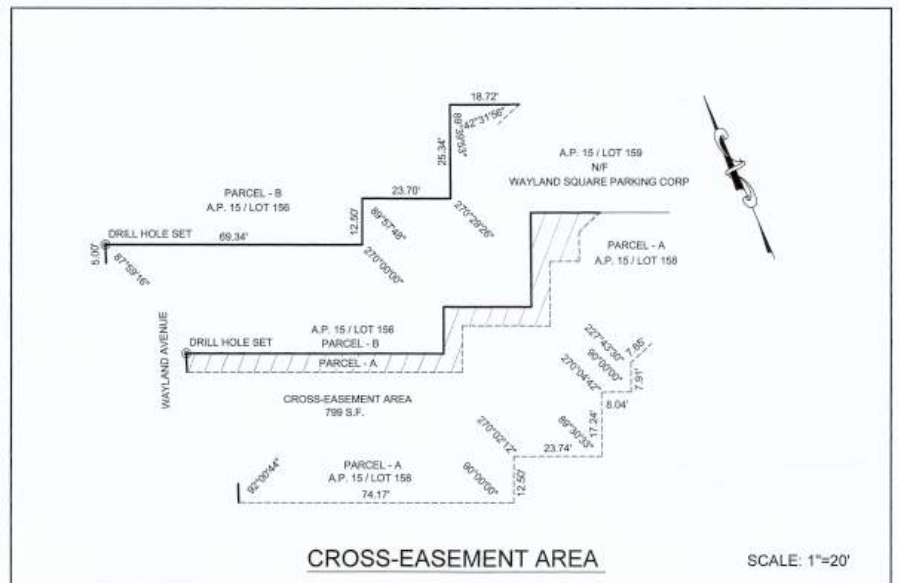 18.72'
42°31'56"
89°39'53"
25.34'
A.P. 15 / LOT 159
N/F
WAYLAND SQUARE PARKING CORP
PARCEL - B
A.P. 15 / LOT 156
23.70'
12.50'
89°57'48"
270°29'26"
DRILL HOLE SET
69.34'
5.00'
87°59'16"
270°00'00"
PARCEL - A
A.P. 15 / LOT 158
WAYLAND AVENUE
A.P. 15 / LOT 156
DRILL HOLE SET
PARCEL - B
PARCEL - A
227°43'30"
7.65'
90°00'00"
270°04'42"
7.91'
CROSS-EASEMENT AREA
799 S.F.
8.04'
17.24'
89°30'33"
270°02'12"
23.74'
92°00'44"
PARCEL - A
A.P. 15 / LOT 158
90°00'00"
12.50'
74.17'
CROSS-EASEMENT AREA
SCALE: 1"=20'